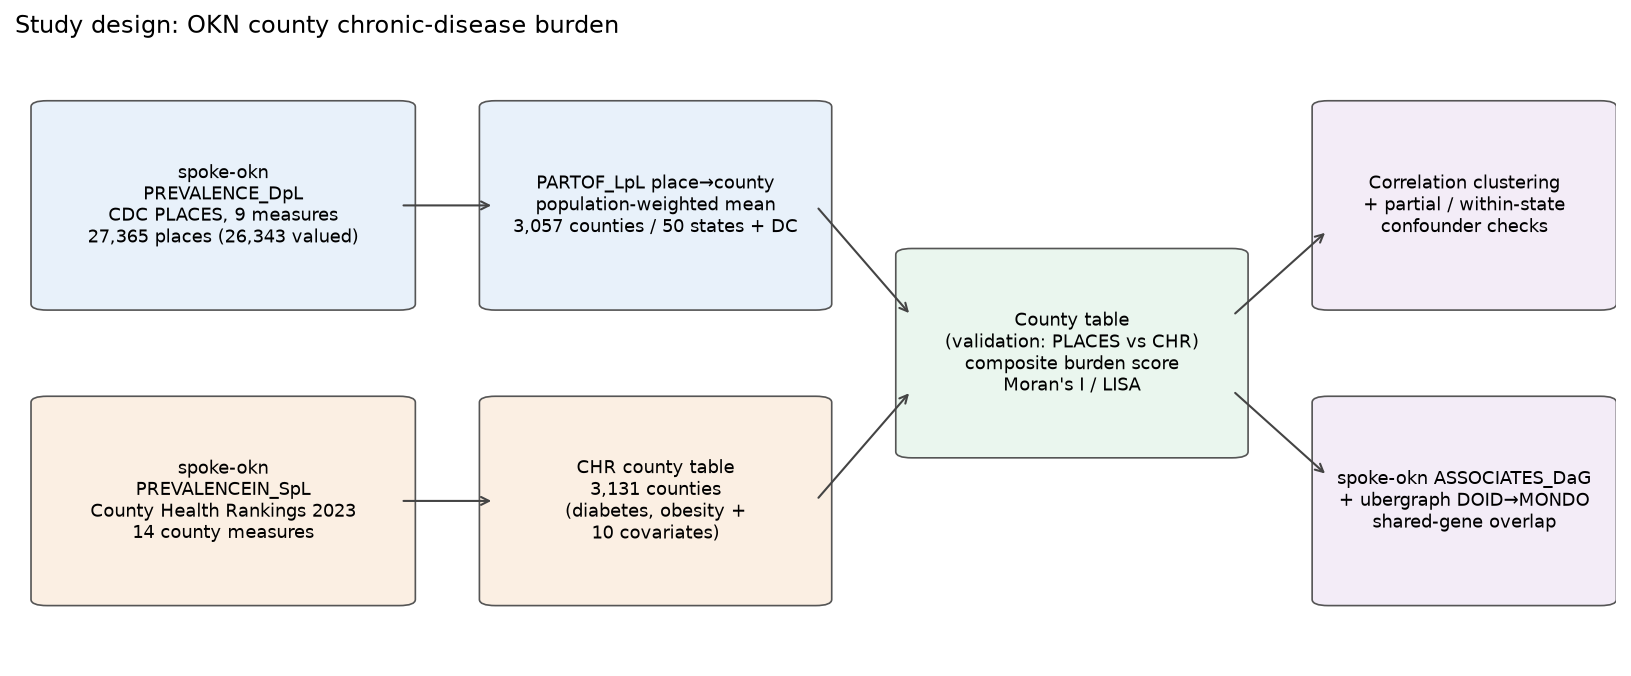 Study design: OKN county chronic-disease burden
spoke-okn
PREVALENCE_DpL
CDC PLACES, 9 measures
27,365 places (26,343 valued)
PARTOF_LpL place→county
population-weighted mean
3,057 counties / 50 states + DC
County table
(validation: PLACES vs CHR)
composite burden score
Moran's I / LISA
Correlation clustering
+ partial / within-state
confounder checks
spoke-okn
PREVALENCEIN_SpL
County Health Rankings 2023
14 county measures
CHR county table
3,131 counties
(diabetes, obesity +
10 covariates)
spoke-okn ASSOCIATES_DaG
+ ubergraph DOID→MONDO
shared-gene overlap